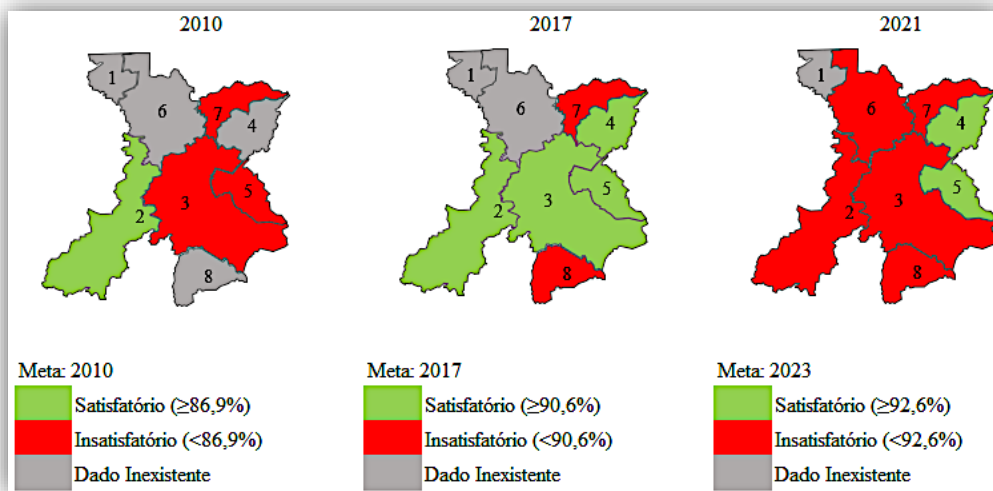 2010
2017
2021
1
6
7
4
5
3
2
8
1
6
7
4
5
3
2
8
1
6
7
4
5
3
2
8
Meta: 2010
Satisfatório (≥86,9%)
Insatisfatório (<86,9%)
Dado Inexistente
Meta: 2017
Satisfatório (≥90,6%)
Insatisfatório (<90,6%)
Dado Inexistente
Meta: 2023
Satisfatório (≥92,6%)
Insatisfatório (<92,6%)
Dado Inexistente